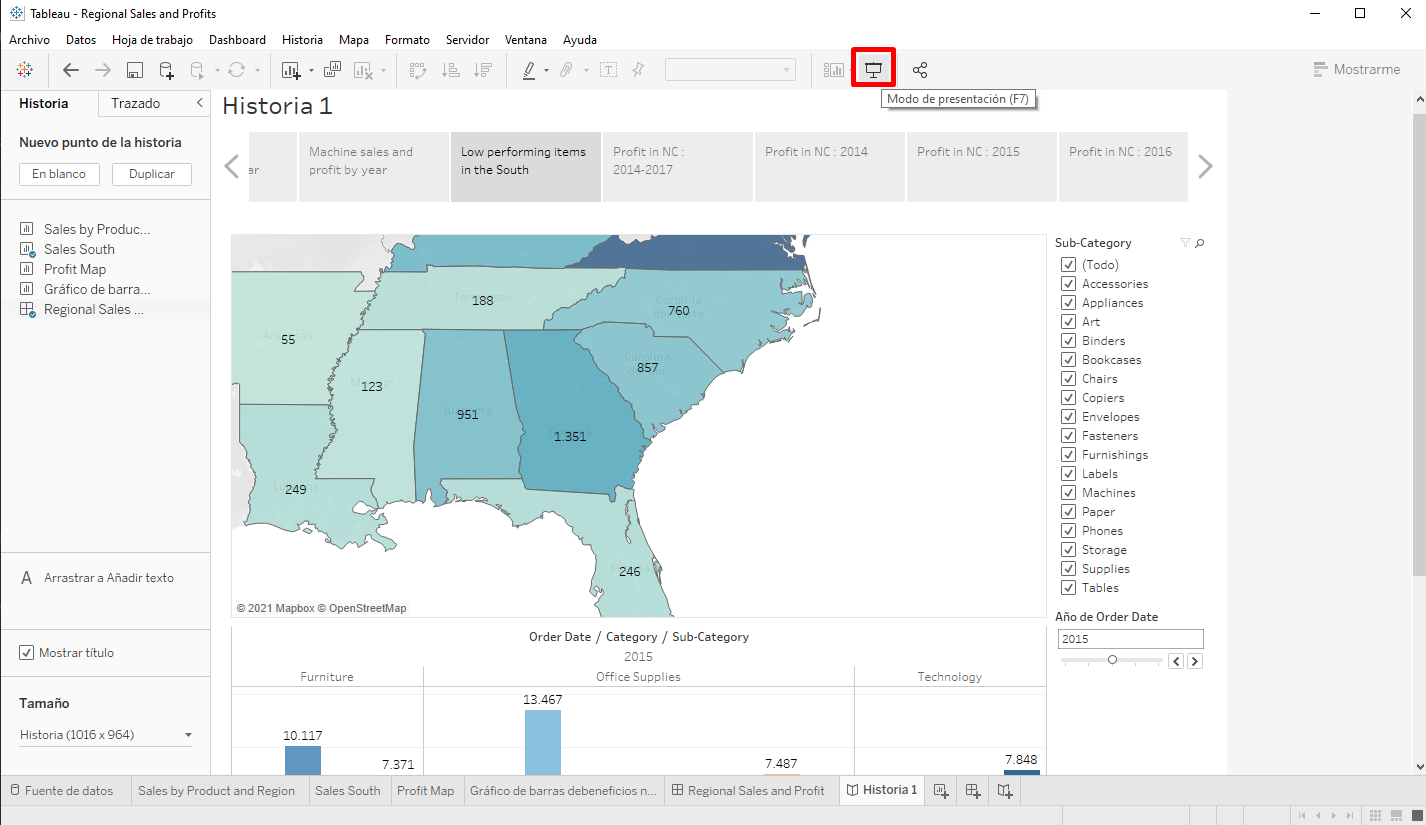 Tableau - Regional Sales and Profits
Archivo Datos Hoja de trabajo Dashboard Historia Mapa Formato Servidor Ventana Ayuda
Mostrarme
Modo de presentación (F7)
Historia Trazado
Nuevo punto de la historia
En blanco Duplicar
Sales by Produc...
Sales South
Profit Map
Gráfico de barra...
Regional Sales ...
A Arrastrar a Añadir texto
Mostrar título
Tamaño
Historia (1016 x 964)
Historia 1
ar
Machine sales and
profit by year
Low performing items
in the South
Profit in NC :
2014-2017
Profit in NC : 2014
Profit in NC : 2015
Profit in NC : 2016
188
760
55
857
123
951
1.351
249
246
© 2021 Mapbox © OpenStreetMap
Sub-Category
(Todo)
Accessories
Appliances
Art
Binders
Bookcases
Chairs
Copiers
Envelopes
Fasteners
Furnishings
Labels
Machines
Paper
Phones
Storage
Supplies
Tables
Año de Order Date
2015
Order Date / Category / Sub-Category
2015
Furniture Office Supplies Technology
13.467
10.117
7.371
7.487
7.848
Fuente de datos Sales by Product and Region Sales South Profit Map Gráfico de barras debeneficios n... Regional Sales and Profit Historia 1